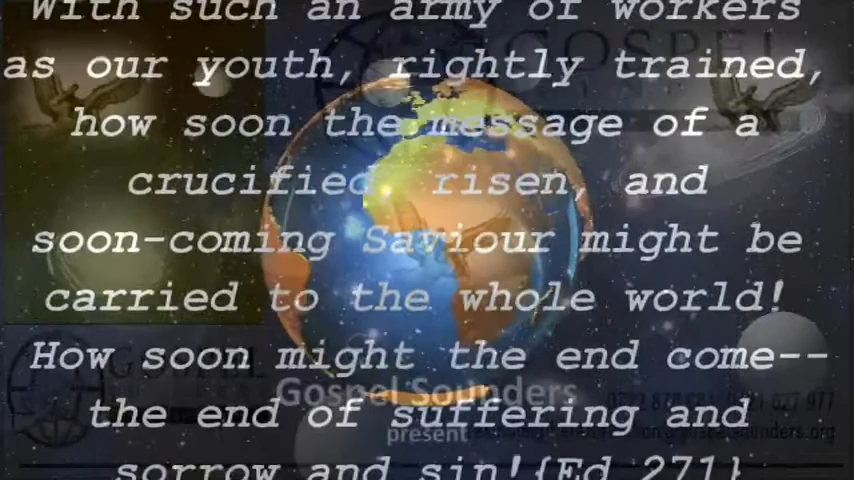 With such an army of workers
as our youth, rightly trained,
how soon the message of a
crucified, risen, and
soon-coming Saviour might be
carried to the whole world!
How soon might the end come--
the end of suffering and
sorrow and sin!{Ed 271}
GOSPEL
GOSPEL
Gospel Sounders
present